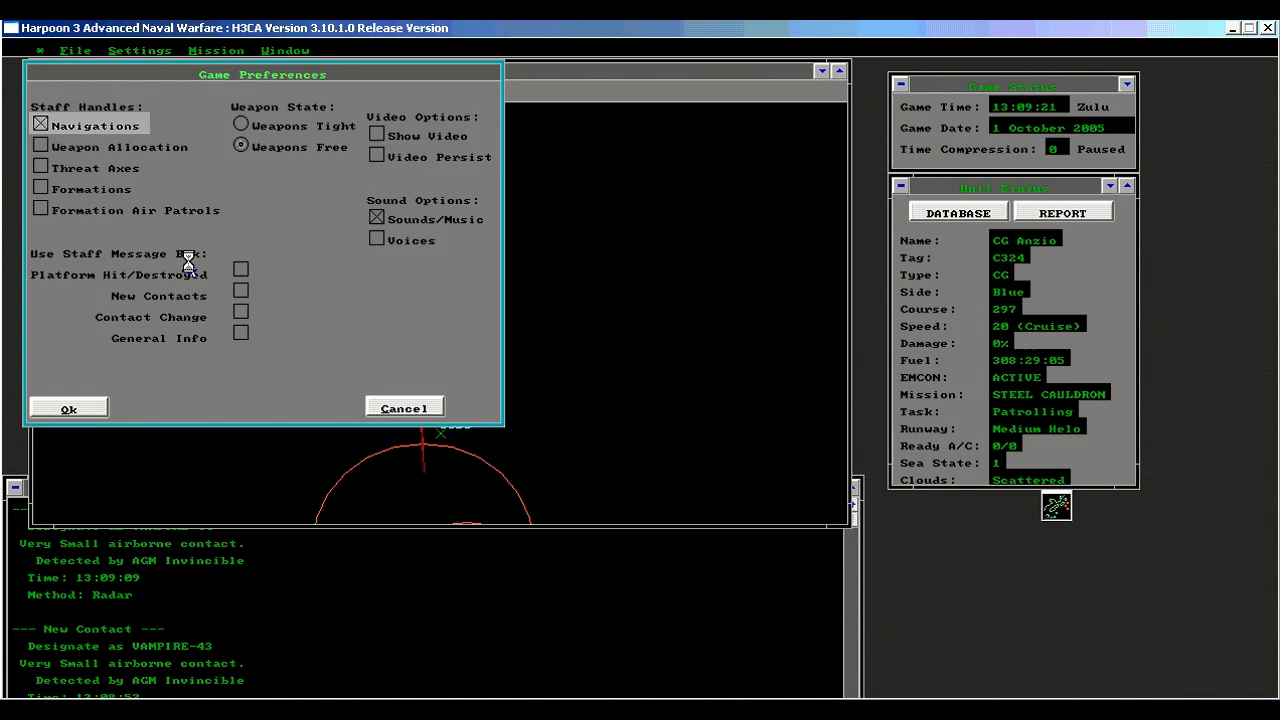 Harpoon 3 Advanced Naval Warfare : H3CA Version 3.10.1.0 Release Version
* File Settings Mission Window
Game Preferences
Staff Handles:
Navigations
Weapon Allocation
Threat Axes
Formations
Formation Air Patrols
Weapon State:
Weapons Tight
Weapons Free
Video Options:
Show Video
Video Persist
Sound Options:
Sounds/Music
Voices
Use Staff Message Box:
Platform Hit/Destroyed
New Contacts
Contact Change
General Info
Ok
Cancel
Game Status
Game Time: 13:09:21 Zulu
Game Date: 1 October 2005
Time Compression: 0 Paused
Unit Status
DATABASE REPORT
Name: CG Anzio
Tag: C324
Type: CG
Side: Blue
Course: 297
Speed: 20 (Cruise)
Damage: 0%
Fuel: 308:29:05
EMCON: ACTIVE
Mission: STEEL CAULDRON
Task: Patrolling
Runway: Medium Helo
Ready A/C: 0/0
Sea State: 1
Clouds: Scattered
Very Small airborne contact.
Detected by AGM Invincible
Time: 13:09:09
Method: Radar
--- New Contact ---
Designate as VAMPIRE-43
Very Small airborne contact.
Detected by AGM Invincible
Time: 13:08:53